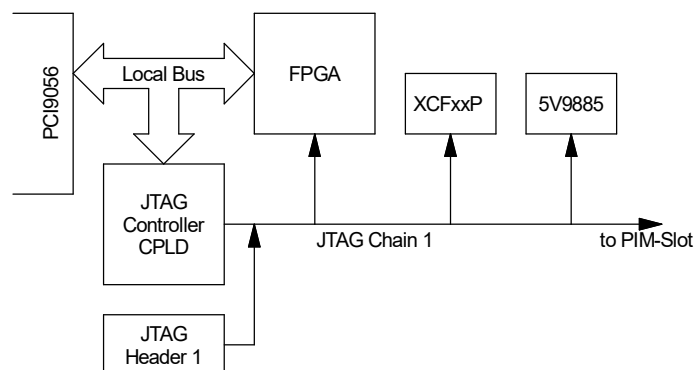 PCI9056
Local Bus
FPGA
XCFxxP
5V9885
JTAG
Controller
CPLD
JTAG Chain 1
to PIM-Slot
JTAG
Header 1